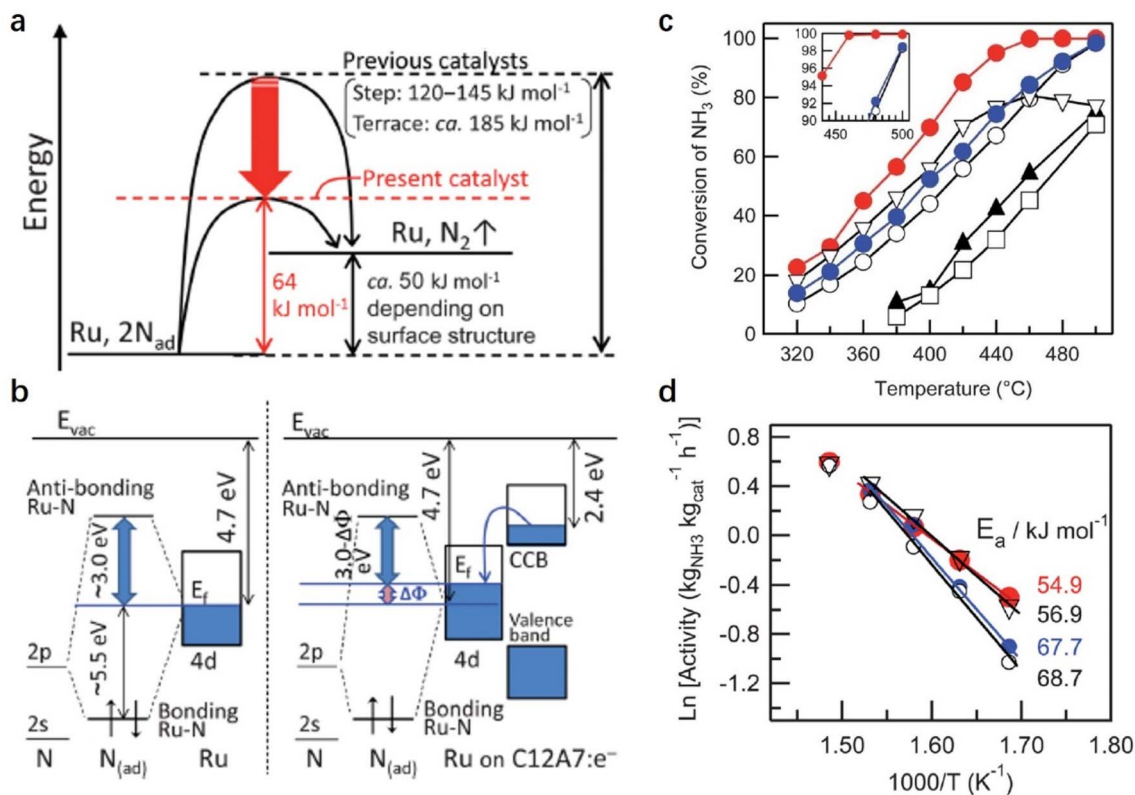 a
Energy
Previous catalysts
Step: 120–145 kJ mol⁻¹
Terrace: ca. 185 kJ mol⁻¹
Present catalyst
Ru, N₂↑
64
kJ mol⁻¹
ca. 50 kJ mol⁻¹
depending on
surface structure
Ru, 2N_ad
b
E_vac
Anti-bonding
Ru-N
4.7 eV
~3.0 eV
E_f
~5.5 eV
4d
2p
Bonding
Ru-N
2s
N
N_(ad)
Ru
E_vac
Anti-bonding
Ru-N
4.7 eV
2.4 eV
3.0-ΔΦ
eV
E_f
CCB
ΔΦ
Valence
band
4d
2p
Bonding
Ru-N
2s
N
N_(ad)
Ru on C12A7:e⁻
c
Conversion of NH₃ (%)
100
80
60
40
20
0
100
98
96
94
92
90
450
500
320
360
400
440
480
Temperature (°C)
d
Ln [Activity (kg_NH3 kg_cat⁻¹ h⁻¹)]
0.8
0.4
0.0
-0.4
-0.8
-1.2
E_a / kJ mol⁻¹
54.9
56.9
67.7
68.7
1.50
1.60
1.70
1.80
1000/T (K⁻¹)